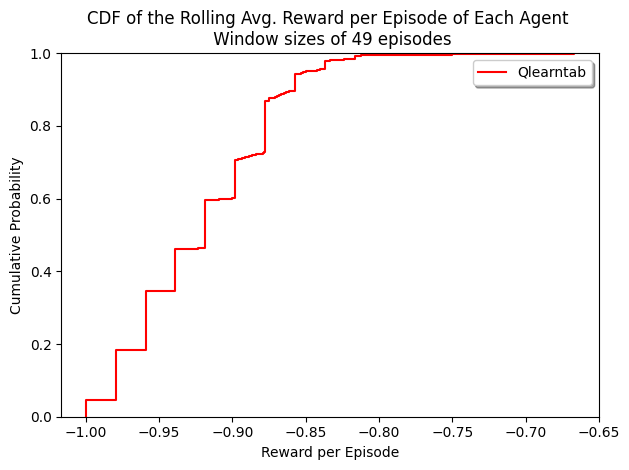 CDF of the Rolling Avg. Reward per Episode of Each Agent
Window sizes of 49 episodes
Qlearntab
1.0
0.8
0.6
0.4
0.2
0.0
Cumulative Probability
−1.00 −0.95 −0.90 −0.85 −0.80 −0.75 −0.70 −0.65
Reward per Episode